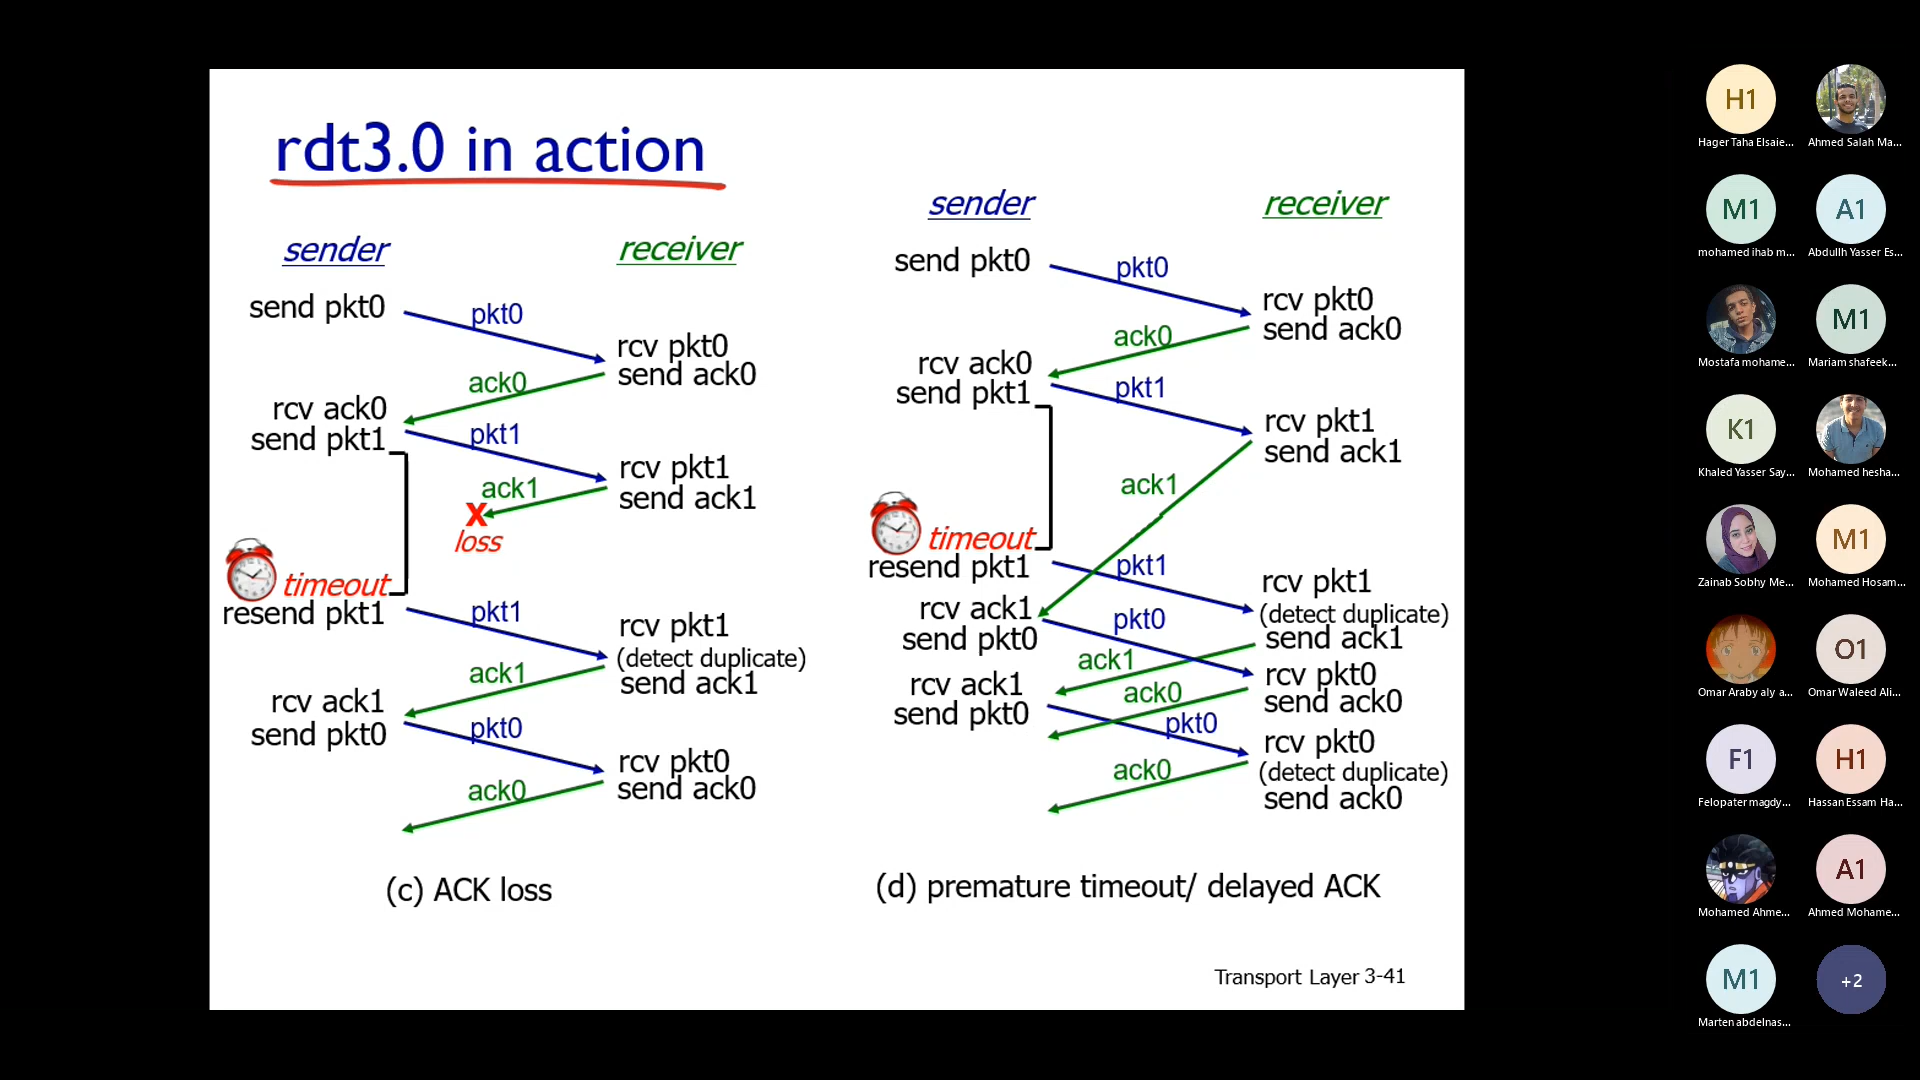 rdt3.0 in action
sender
receiver
send pkt0
pkt0
rcv pkt0
send ack0
ack0
rcv ack0
send pkt1
pkt1
rcv pkt1
send ack1
ack1
X
loss
timeout
resend pkt1
pkt1
rcv pkt1
(detect duplicate)
send ack1
ack1
rcv ack1
send pkt0
pkt0
rcv pkt0
send ack0
ack0
(c) ACK loss
sender
receiver
send pkt0
pkt0
rcv pkt0
send ack0
ack0
rcv ack0
send pkt1
pkt1
rcv pkt1
send ack1
ack1
timeout
resend pkt1
pkt1
rcv pkt1
(detect duplicate)
send ack1
rcv ack1
send pkt0
pkt0
ack1
rcv pkt0
send ack0
rcv ack1
send pkt0
ack0
pkt0
rcv pkt0
(detect duplicate)
send ack0
ack0
(d) premature timeout/ delayed ACK
Transport Layer 3-41
H1
Hager Taha Elsaie...
Ahmed Salah Ma...
M1
mohamed ihab m...
A1
Abdullh Yasser Es...
Mostafa mohame...
M1
Mariam shafeek...
K1
Khaled Yasser Say...
Mohamed hesha...
Zainab Sobhy Me...
M1
Mohamed Hosam...
Omar Araby aly a...
O1
Omar Waleed Ali...
F1
Felopater magdy...
H1
Hassan Essam Ha...
Mohamed Ahme...
A1
Ahmed Mohame...
M1
Marten abdelnas...
+2